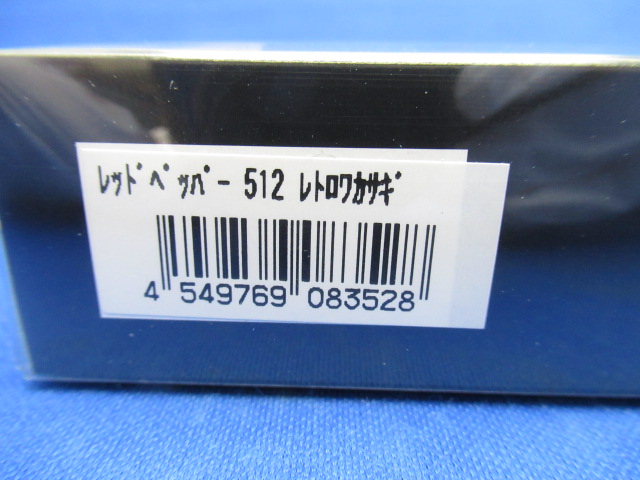 ﾚｯﾄﾞﾍﾟｯﾊﾟｰ 512 ﾚﾄﾛﾜｶｻｷﾞ
4 549769 083528